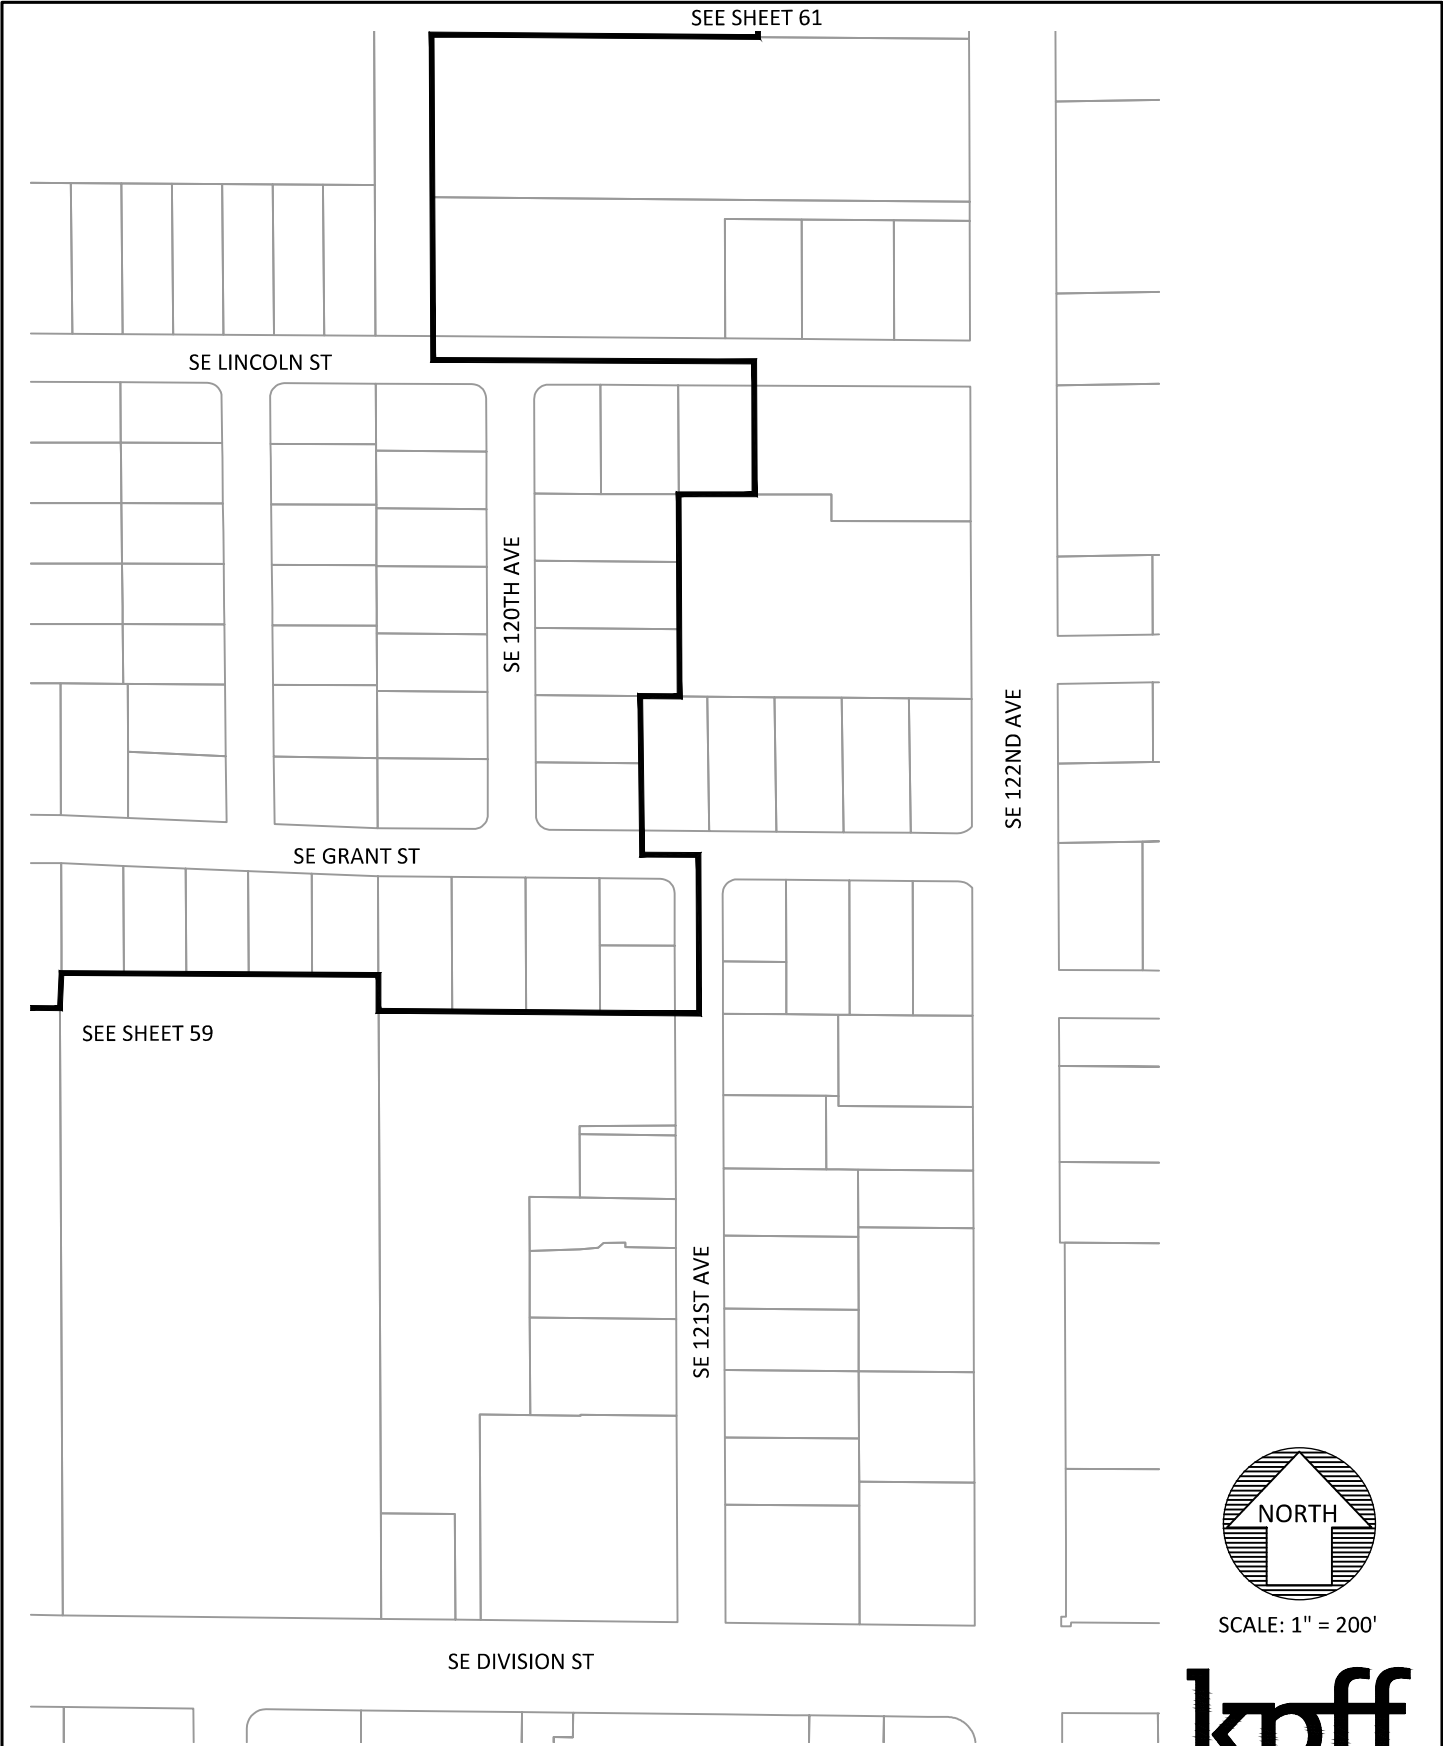 SEE SHEET 61
SE LINCOLN ST
SE 120TH AVE
SE 122ND AVE
SE GRANT ST
SEE SHEET 59
SE 121ST AVE
NORTH
SCALE: 1" = 200'
SE DIVISION ST
kpff